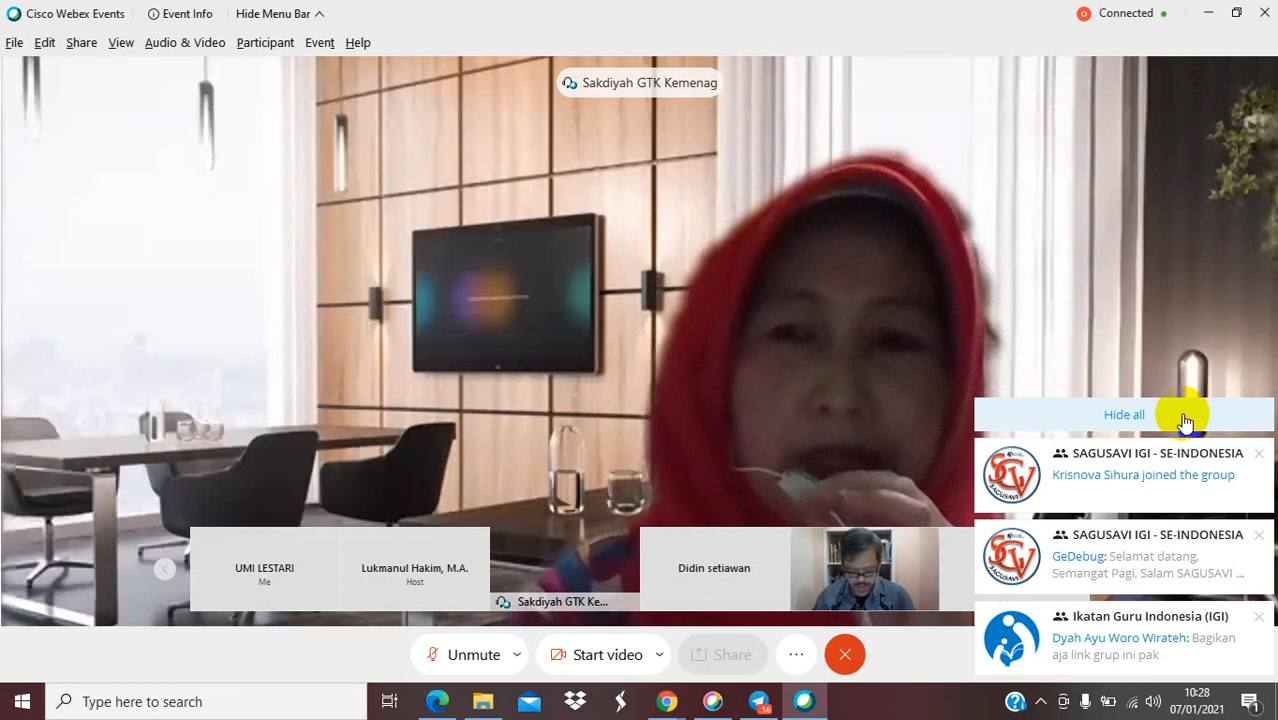 Cisco Webex Events
Event Info
Hide Menu Bar
Connected
File Edit Share View Audio & Video Participant Event Help
Sakdiyah GTK Kemenag
Hide all
SAGUSAVI IGI - SE-INDONESIA
Krisnova Sihura joined the group
SAGUSAVI IGI - SE-INDONESIA
GeDebug: Selamat datang,
Semangat Pagi, Salam SAGUSAVI ...
Ikatan Guru Indonesia (IGI)
Dyah Ayu Woro Wirateh: Bagikan
aja link grup ini pak
UMI LESTARI
Me
Lukmanul Hakim, M.A.
Host
Sakdiyah GTK Ke...
Didin setiawan
Unmute
Start video
Share
Type here to search
56
10:28
07/01/2021
1